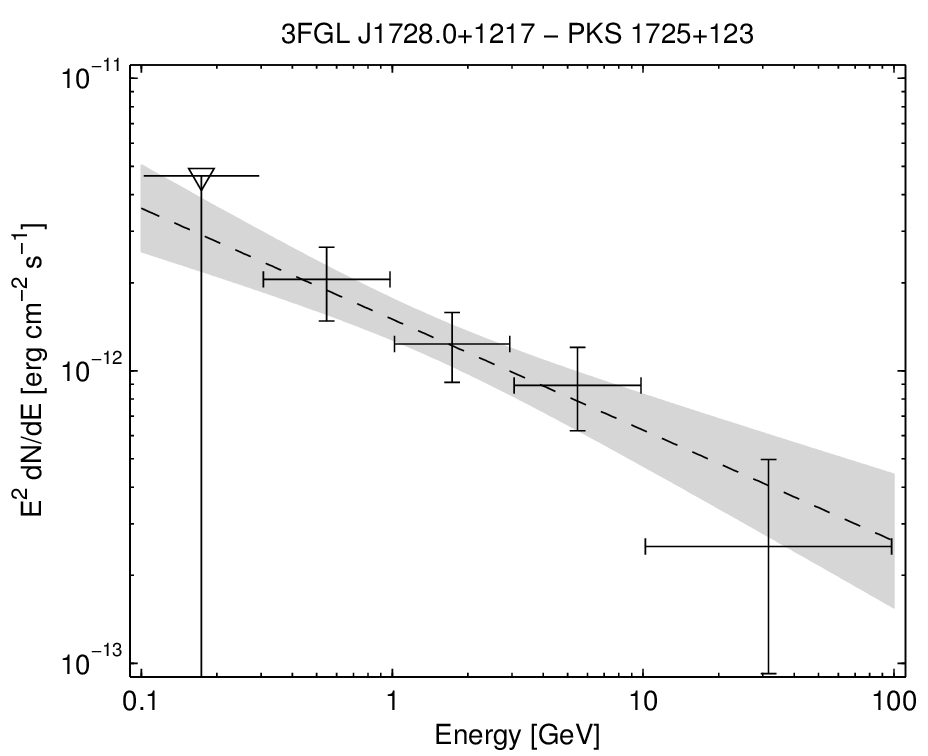 3FGL J1728.0+1217 − PKS 1725+123
E² dN/dE [erg cm⁻² s⁻¹]
10⁻¹¹
10⁻¹²
10⁻¹³
0.1 1 10 100
Energy [GeV]